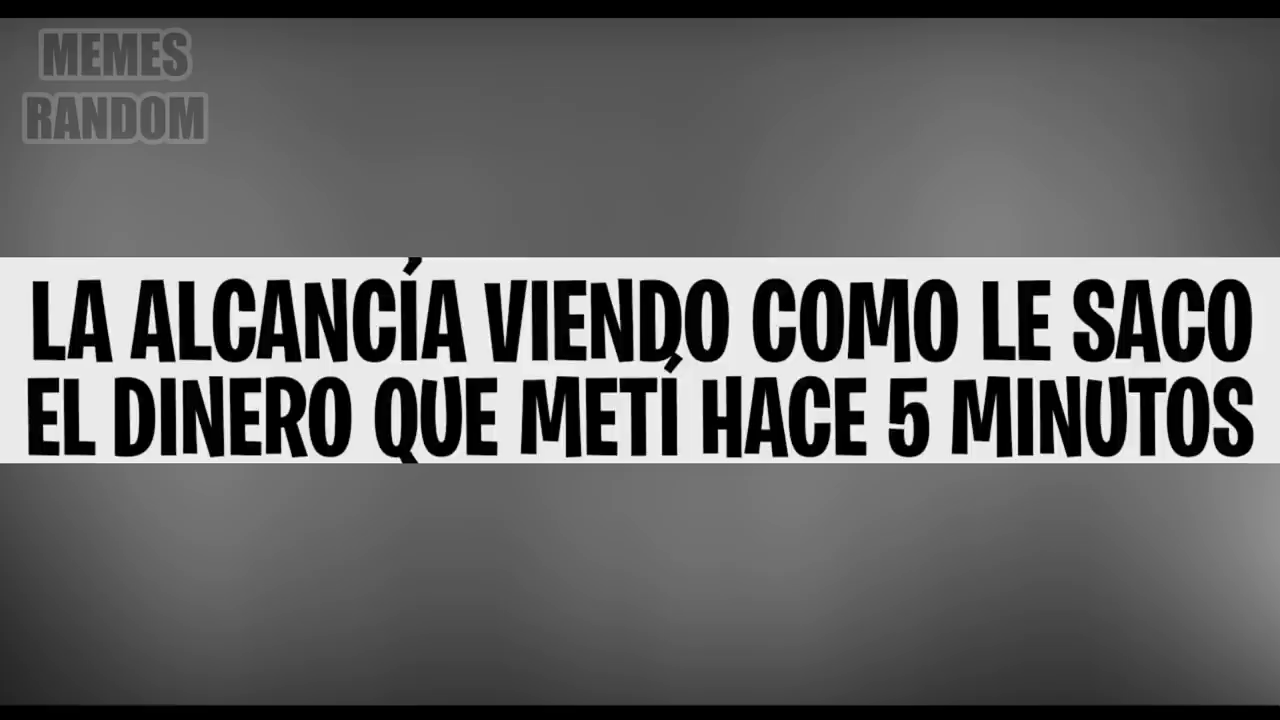 MEMES
RANDOM
LA ALCANCÍA VIENDO COMO LE SACO
EL DINERO QUE METÍ HACE 5 MINUTOS